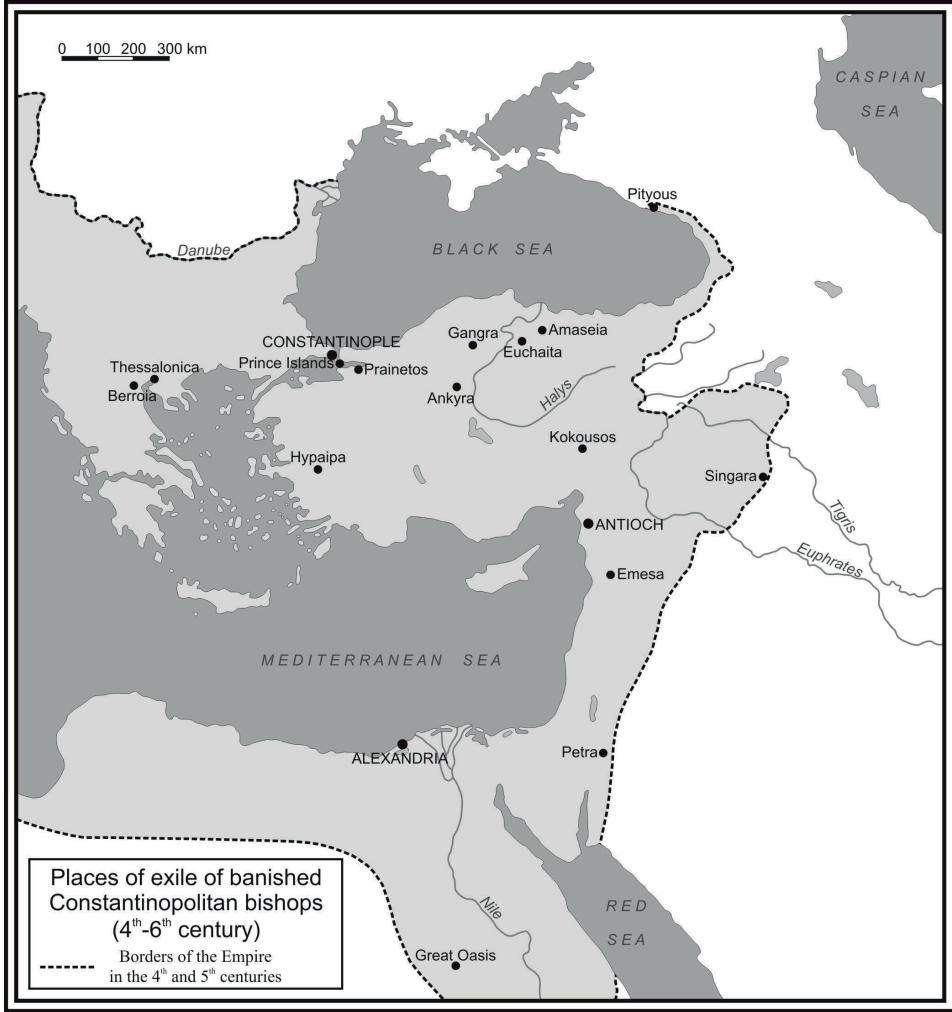 0 100 200 300 km
CASPIAN
SEA
Pityous
Danube
BLACK SEA
CONSTANTINOPLE
Gangra
Amaseia
Euchaita
Prince Islands
Prainetos
Thessalonica
Berroia
Ankyra
Halys
Kokousos
Hypaipa
Singara
Tigris
ANTIOCH
Euphrates
Emesa
MEDITERRANEAN SEA
Petra
ALEXANDRIA
Nile
RED
SEA
Great Oasis
Places of exile of banished
Constantinopolitan bishops
(4th-6th century)
Borders of the Empire
in the 4th and 5th centuries